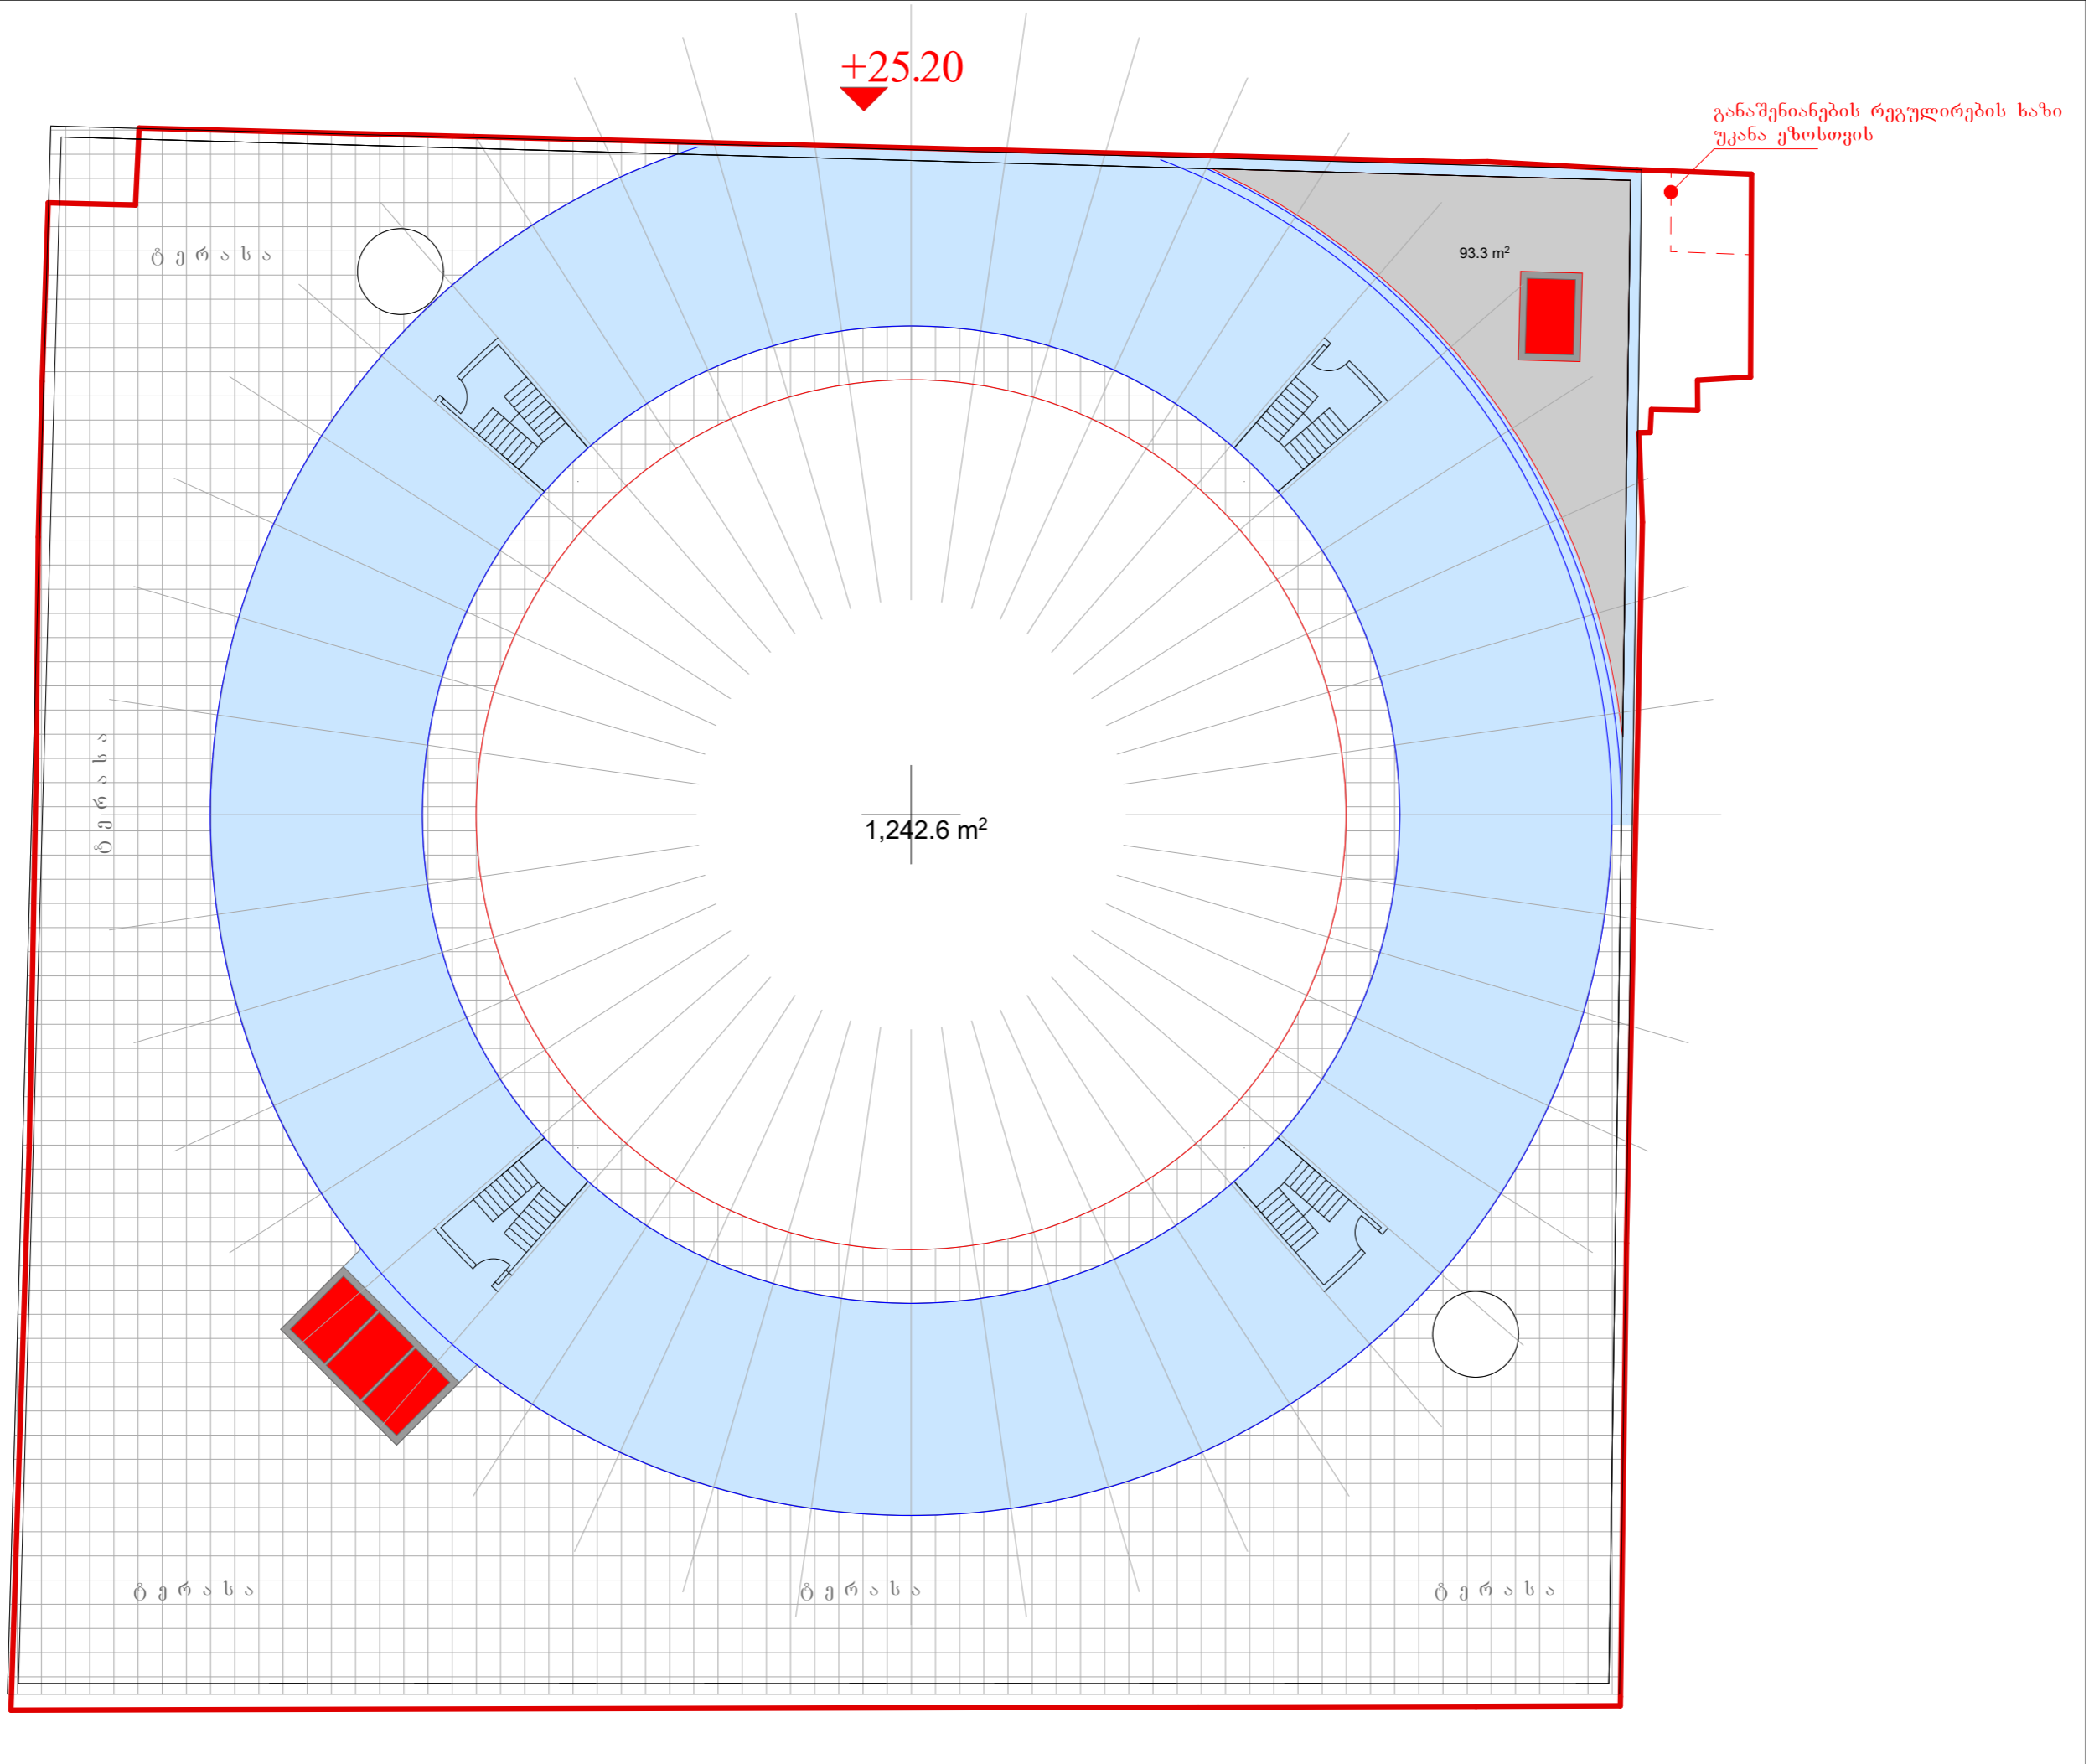 +25.20
განაშენიანების რეგულირების ხაზი
უკანა ეზოსთვის
93.3 m²
ტერასა
ტერასა
1,242.6 m²
ტერასა
ტერასა
ტერასა